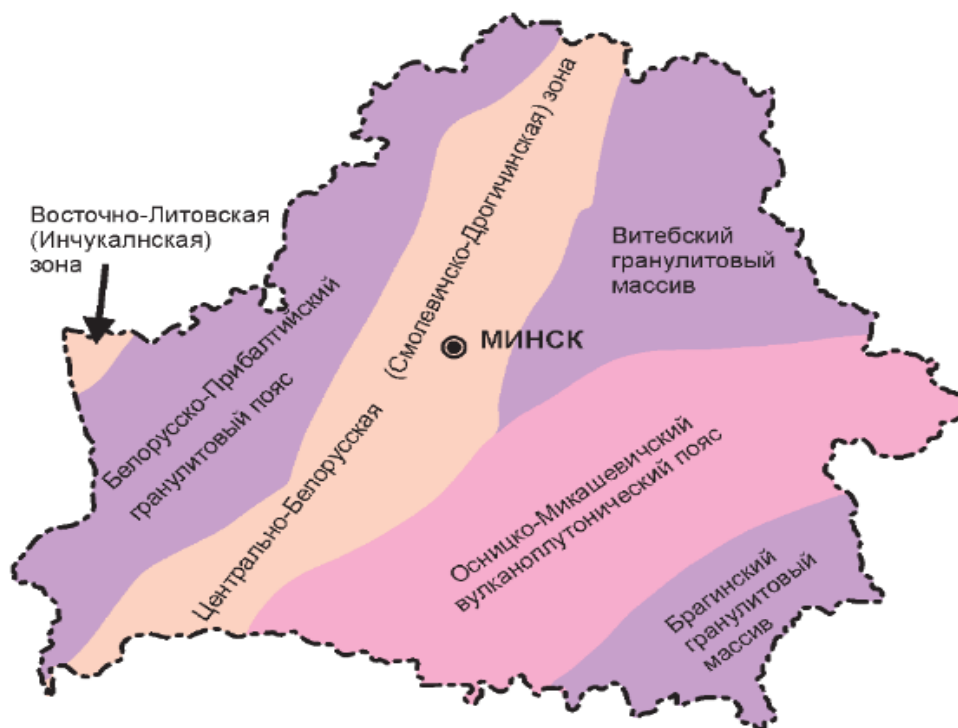 Восточно-Литовская
(Инчукалнская)
зона
Белорусско-Прибалтийский
гранулитовый пояс
Центрально-Белорусская (Смолевичско-Дрогичинская) зона
Витебский
гранулитовый
массив
МИНСК
Осницко-Микашевичский
вулканоплутонический пояс
Брагинский
гранулитовый
массив